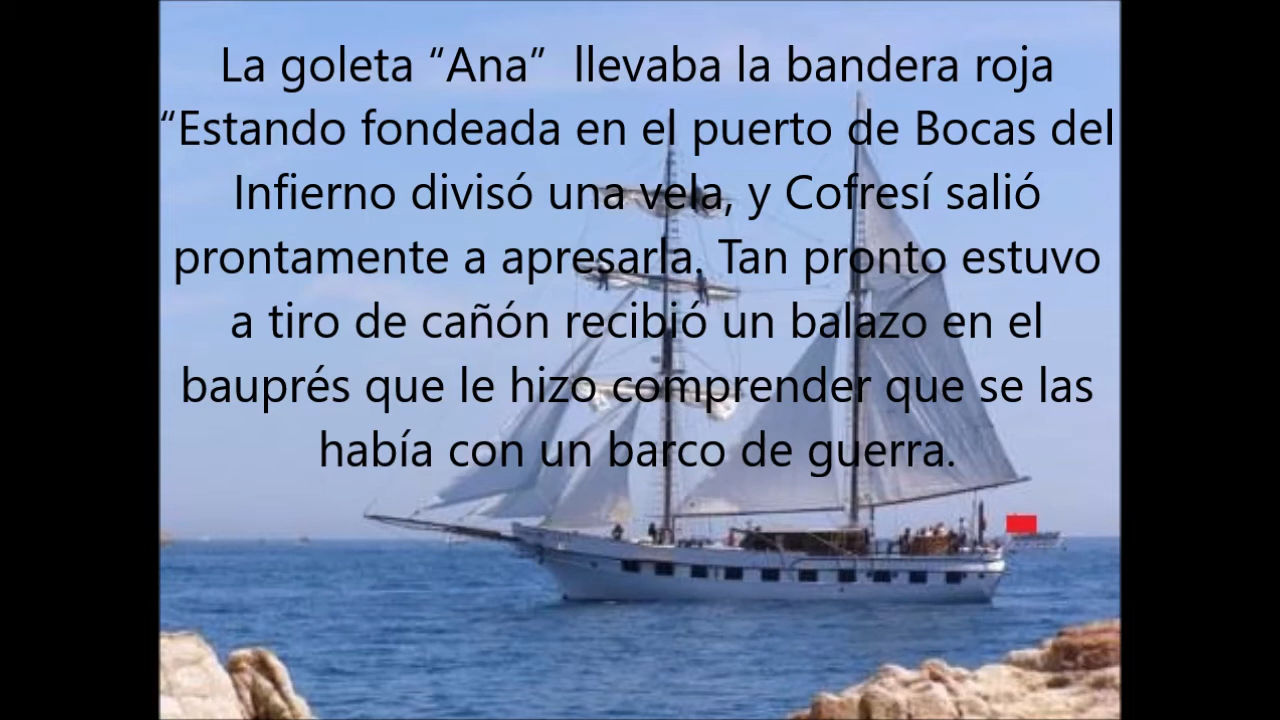 La goleta “Ana”  llevaba la bandera roja
“Estando fondeada en el puerto de Bocas del
Infierno divisó una vela, y Cofresí salió
prontamente a apresarla. Tan pronto estuvo
a tiro de cañón recibió un balazo en el
bauprés que le hizo comprender que se las
había con un barco de guerra.